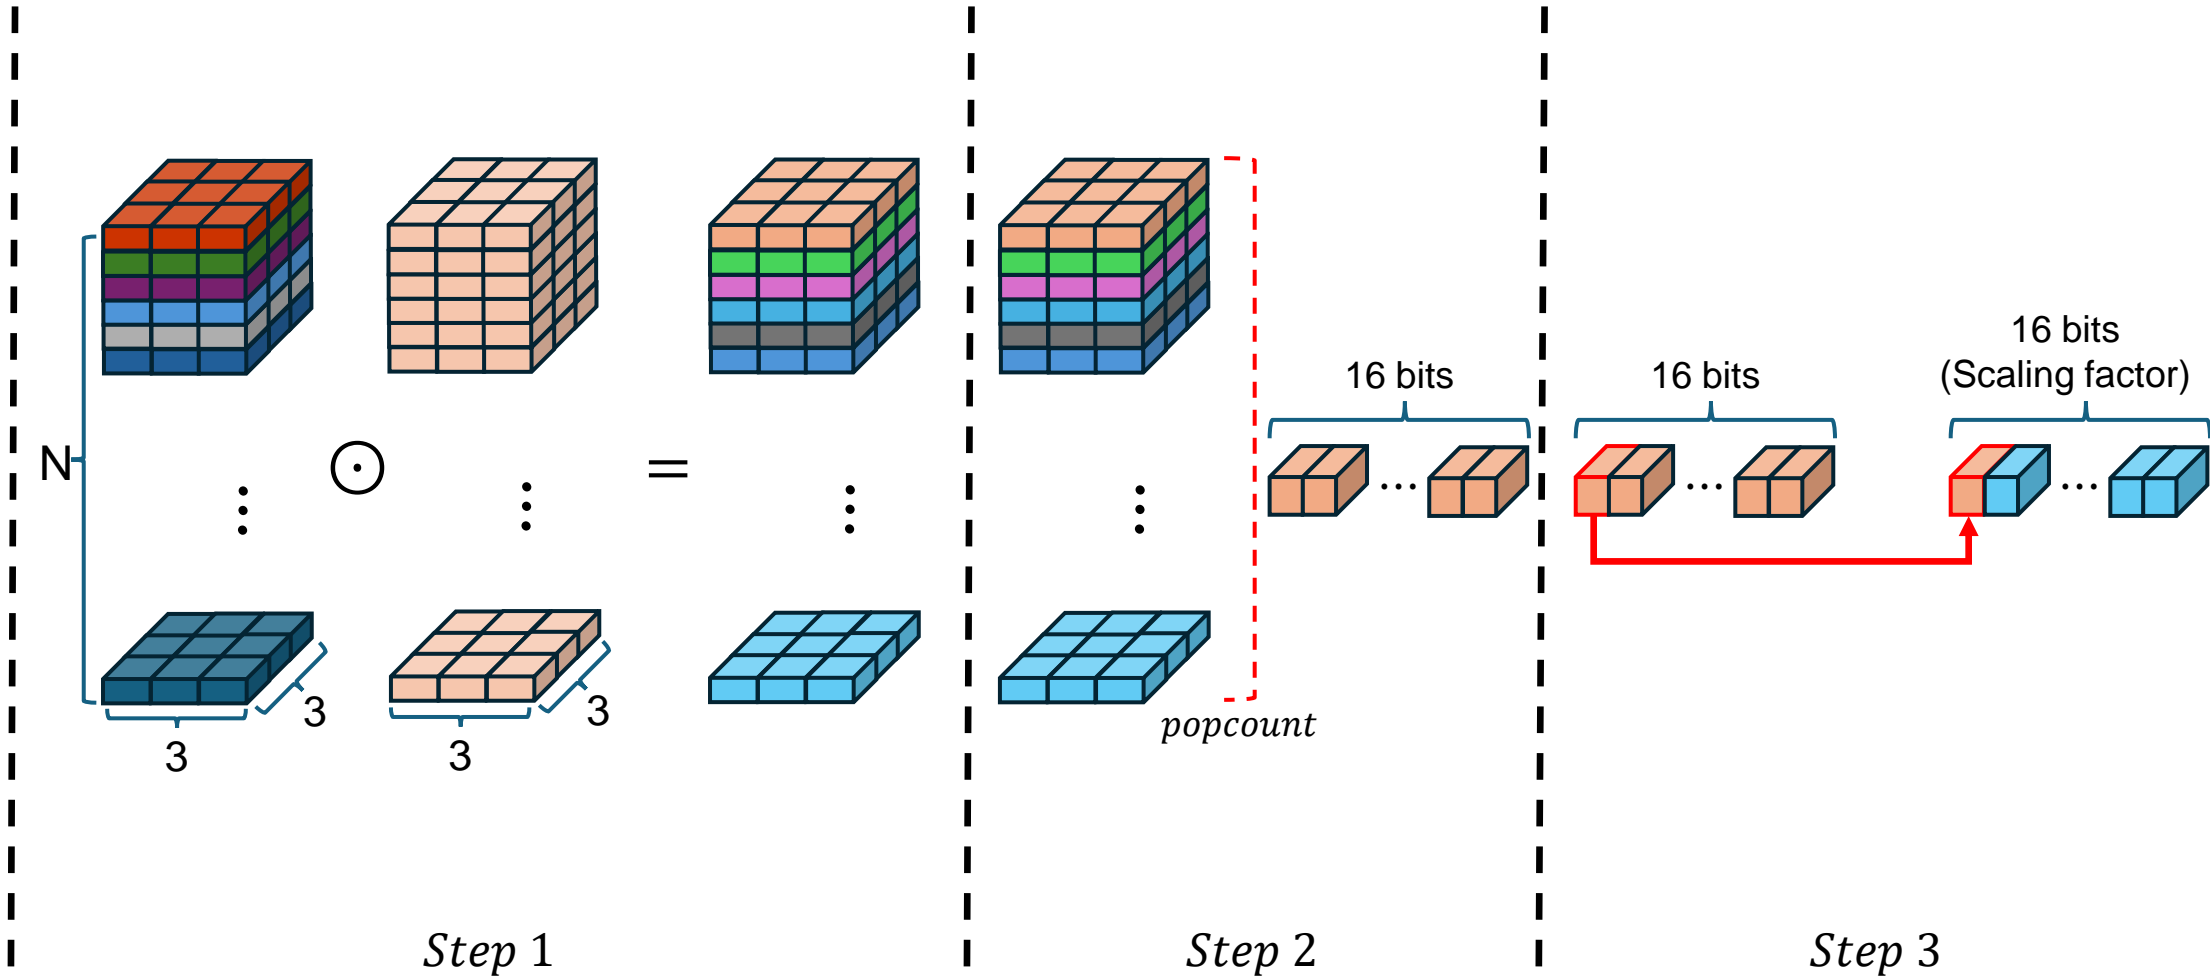 N
⊙
=
⋮
⋮
⋮
3
3
3
3
Step 1
⋮
popcount
16 bits
⋯
Step 2
16 bits
⋯
16 bits
(Scaling factor)
⋯
Step 3